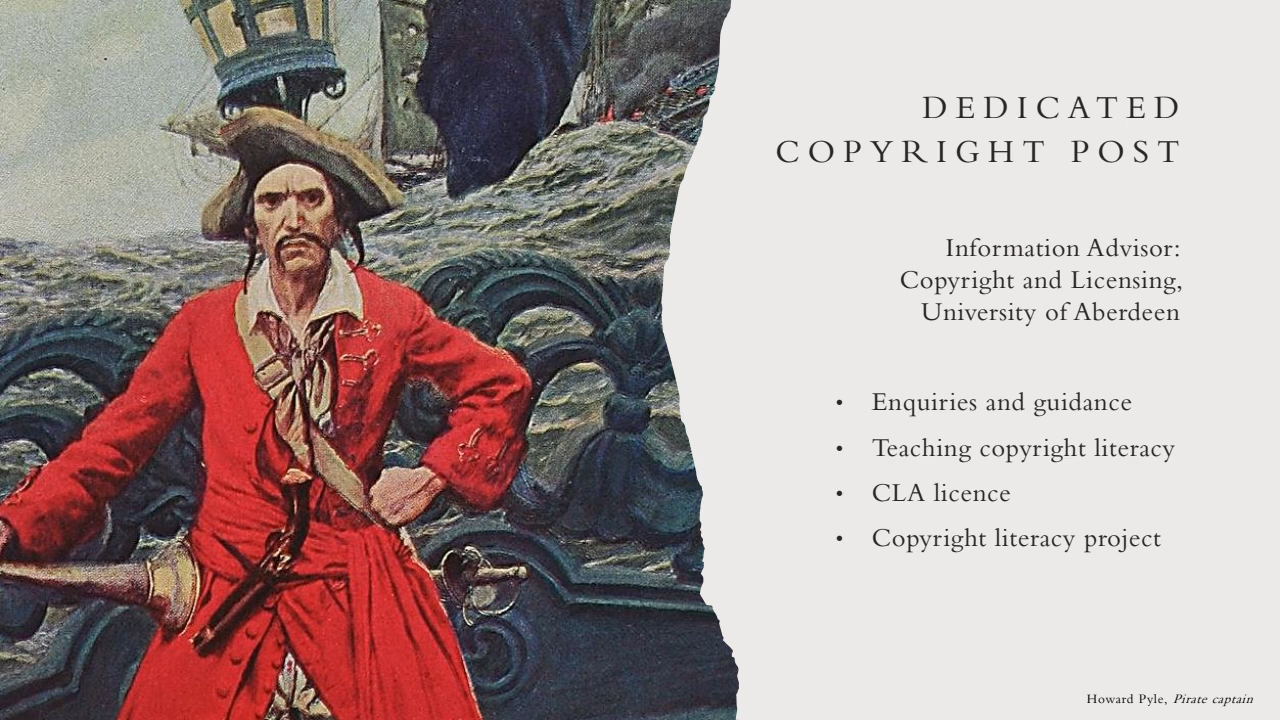 DEDICATED
COPYRIGHT POST
Information Advisor:
Copyright and Licensing,
University of Aberdeen
• Enquiries and guidance
• Teaching copyright literacy
• CLA licence
• Copyright literacy project
Howard Pyle, Pirate captain